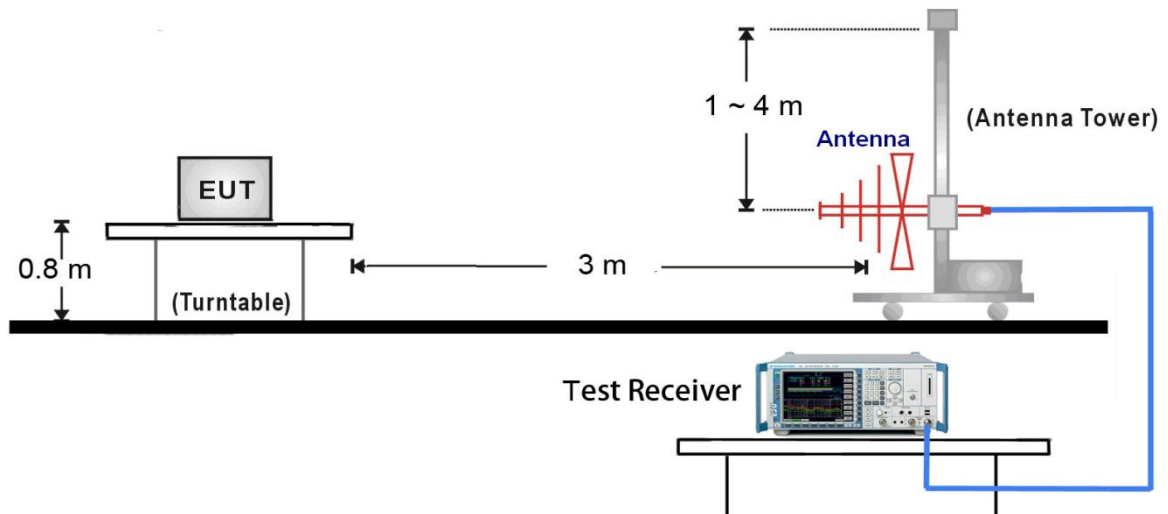 1 ~ 4 m
(Antenna Tower)
Antenna
EUT
0.8 m
3 m
(Turntable)
Test Receiver